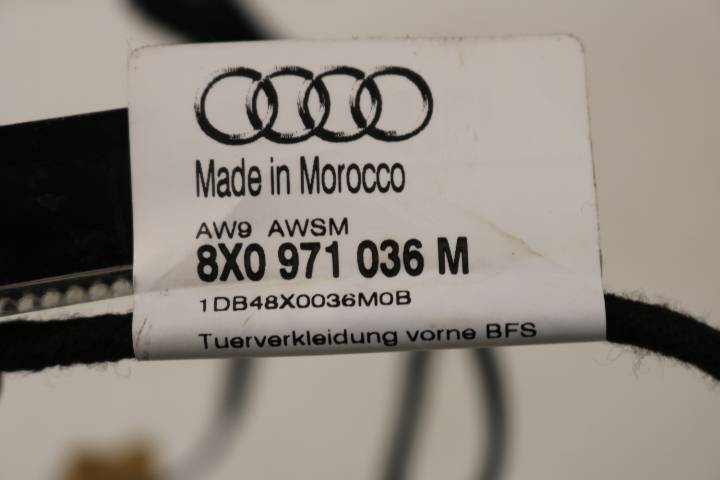 Made in Morocco
AW9 AWSM
8X0 971 036 M
1DB48X0036M0B
Tuerverkleidung vorne BFS